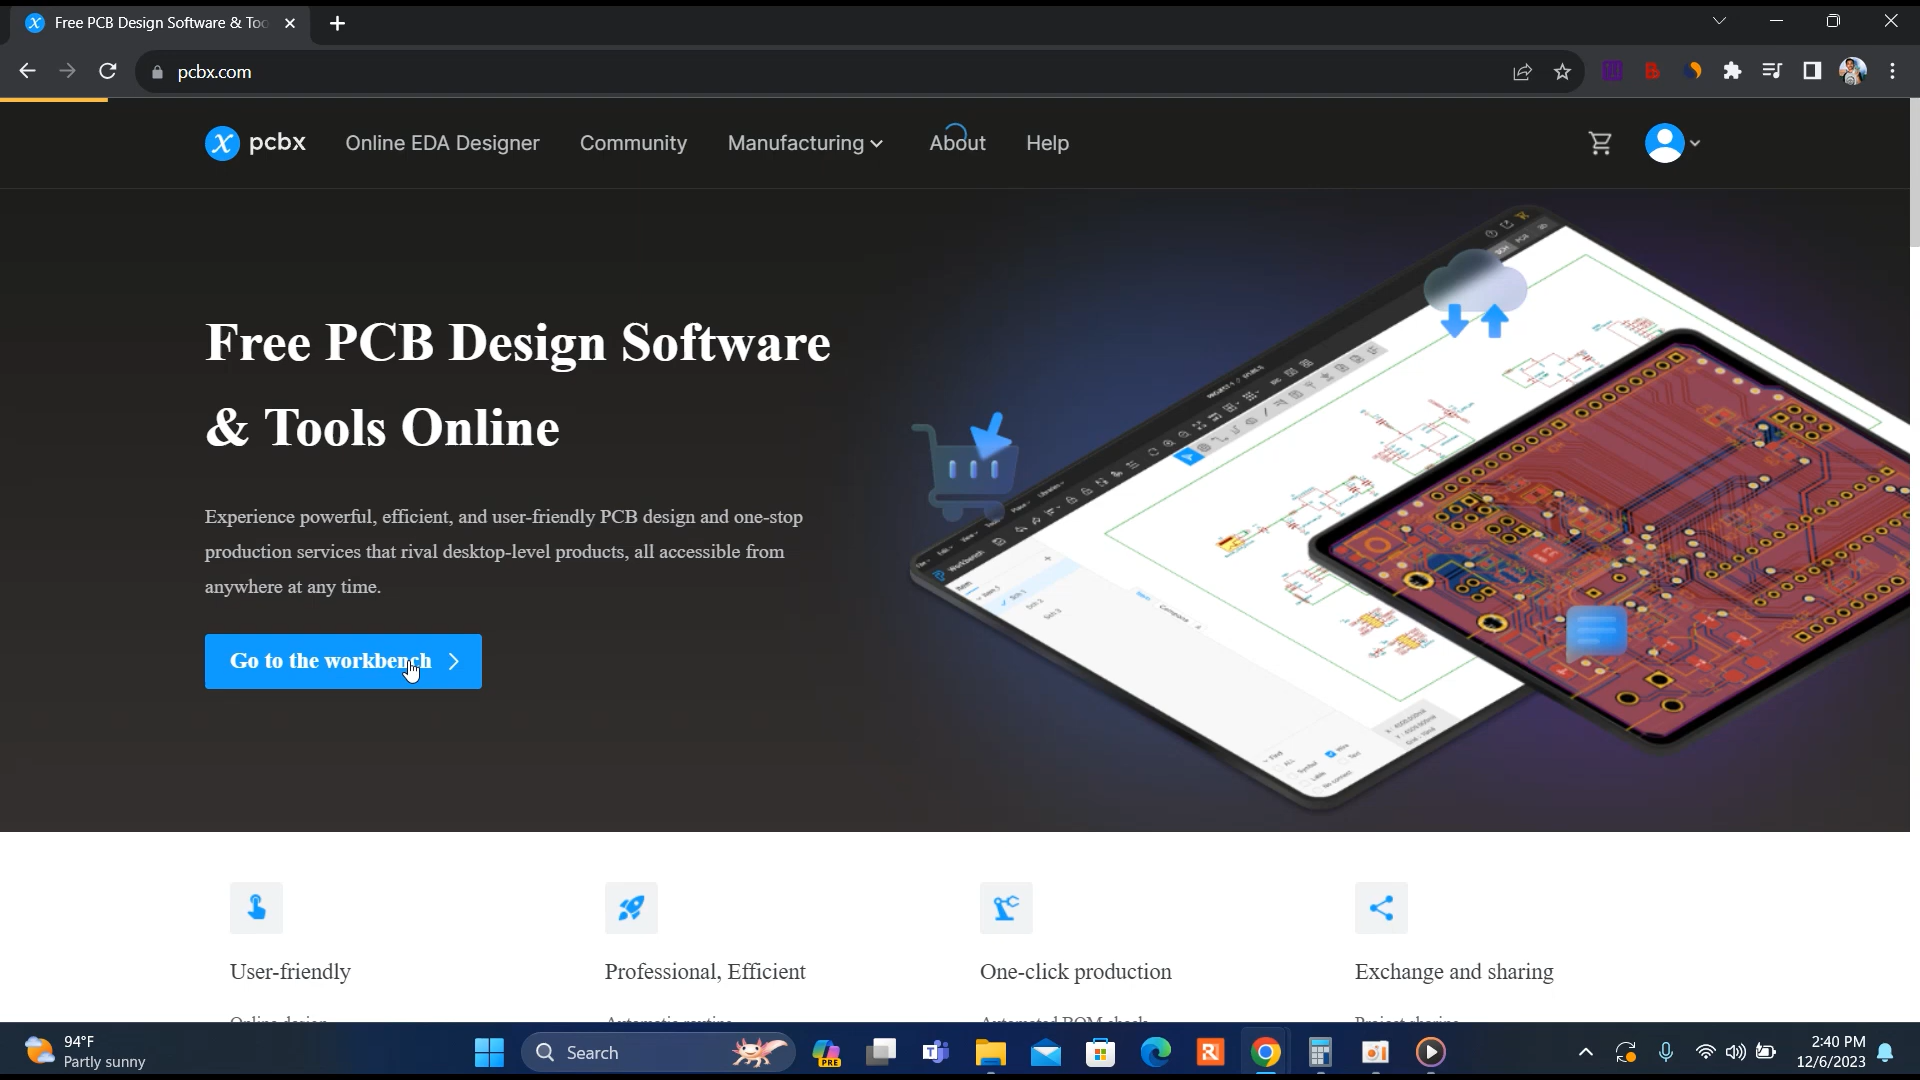 Free PCB Design Software & Too
pcbx.com
pcbx
Online EDA Designer
Community
Manufacturing
About
Help
Free PCB Design Software
& Tools Online
Experience powerful, efficient, and user-friendly PCB design and one-stop
production services that rival desktop-level products, all accessible from
anywhere at any time.
Go to the workbench
User-friendly
Professional, Efficient
One-click production
Exchange and sharing
94°F
Partly sunny
Search
PRE
2:40 PM
12/6/2023